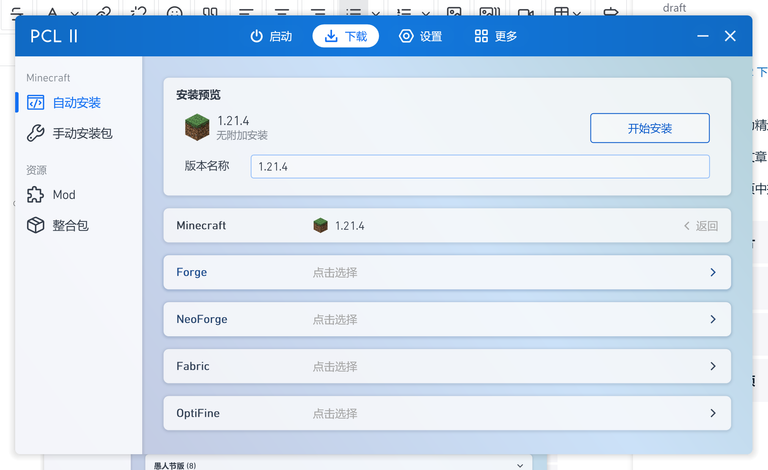 draft
PCL II
启动
下载
设置
更多
Minecraft
自动安装
手动安装包
资源
Mod
整合包
安装预览
1.21.4
无附加安装
开始安装
版本名称
1.21.4
Minecraft
1.21.4
返回
Forge
点击选择
NeoForge
点击选择
Fabric
点击选择
OptiFine
点击选择
愚人节版 (8)
下
文章